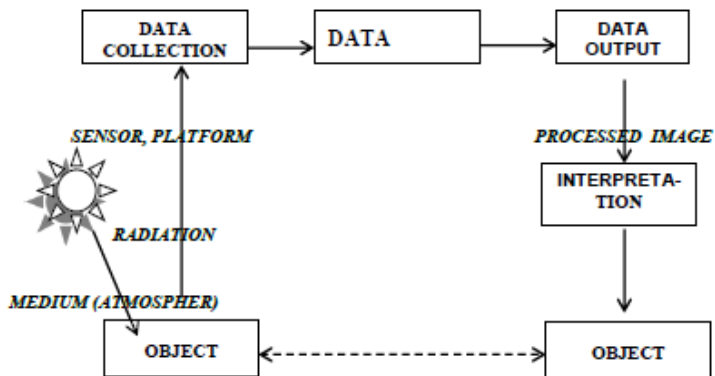 DATA
COLLECTION
DATA
DATA
OUTPUT
SENSOR, PLATFORM
PROCESSED IMAGE
INTERPRETA-
TION
RADIATION
MEDIUM (ATMOSPHER)
OBJECT
OBJECT